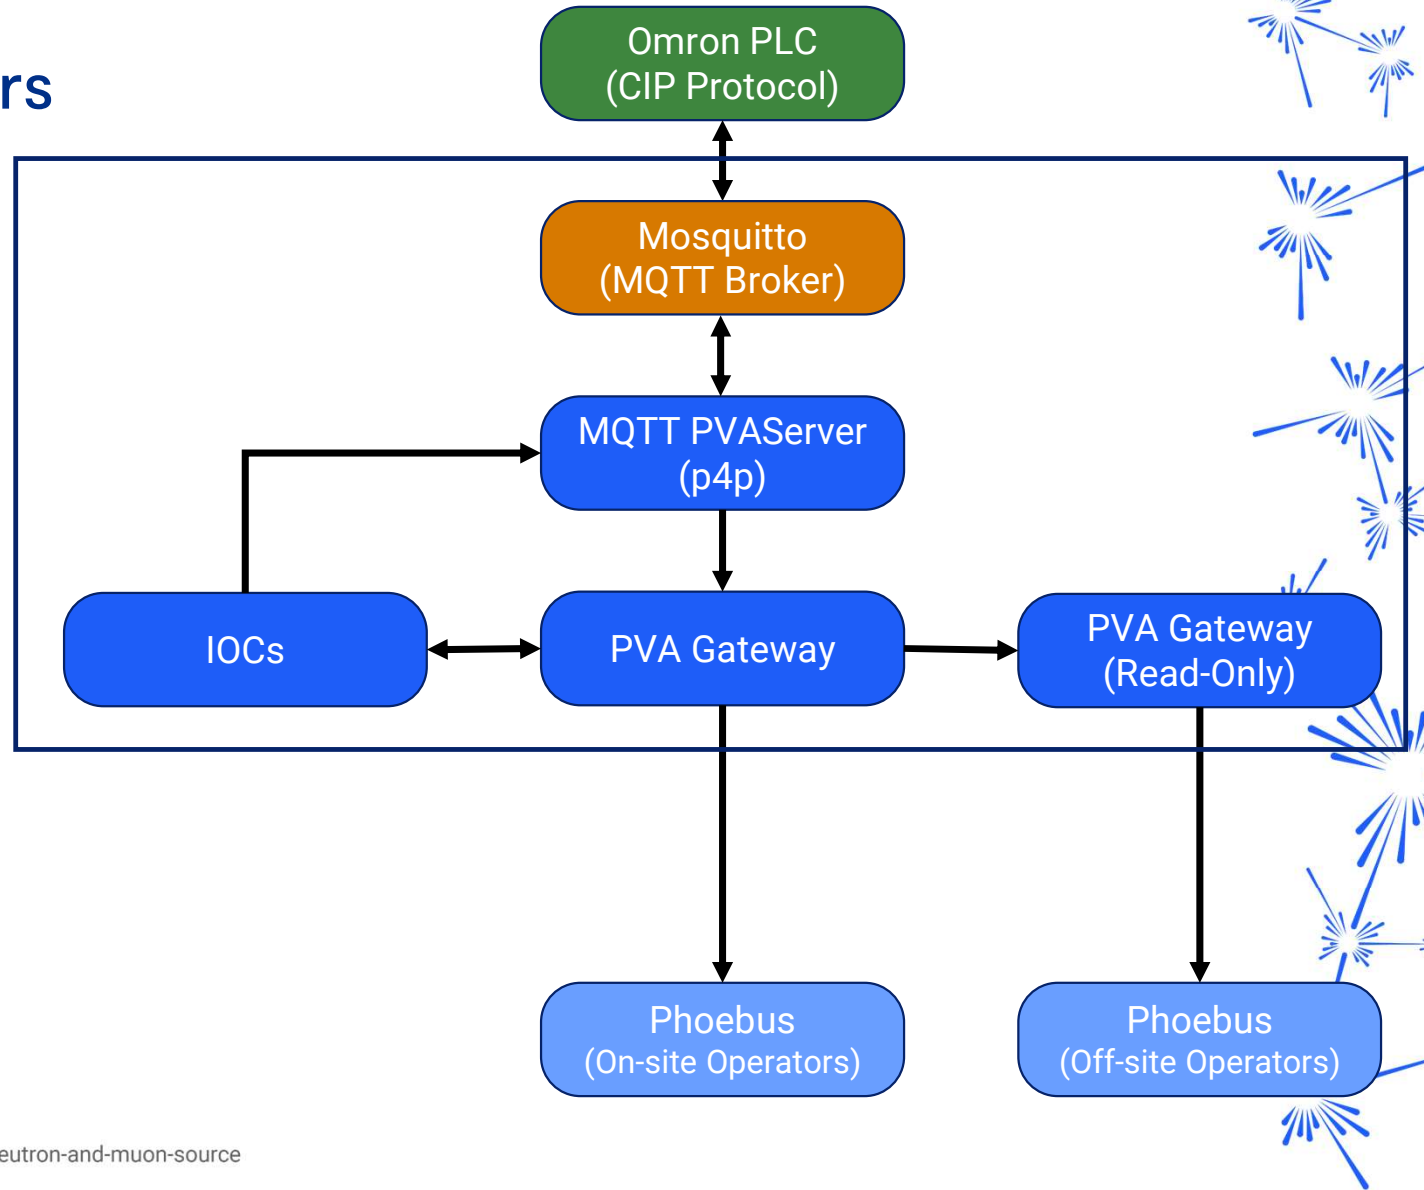 Omron PLC
(CIP Protocol)
rs
Mosquitto
(MQTT Broker)
MQTT PVAServer
(p4p)
IOCs
PVA Gateway
PVA Gateway
(Read-Only)
Phoebus
(On-site Operators)
Phoebus
(Off-site Operators)
eutron-and-muon-source